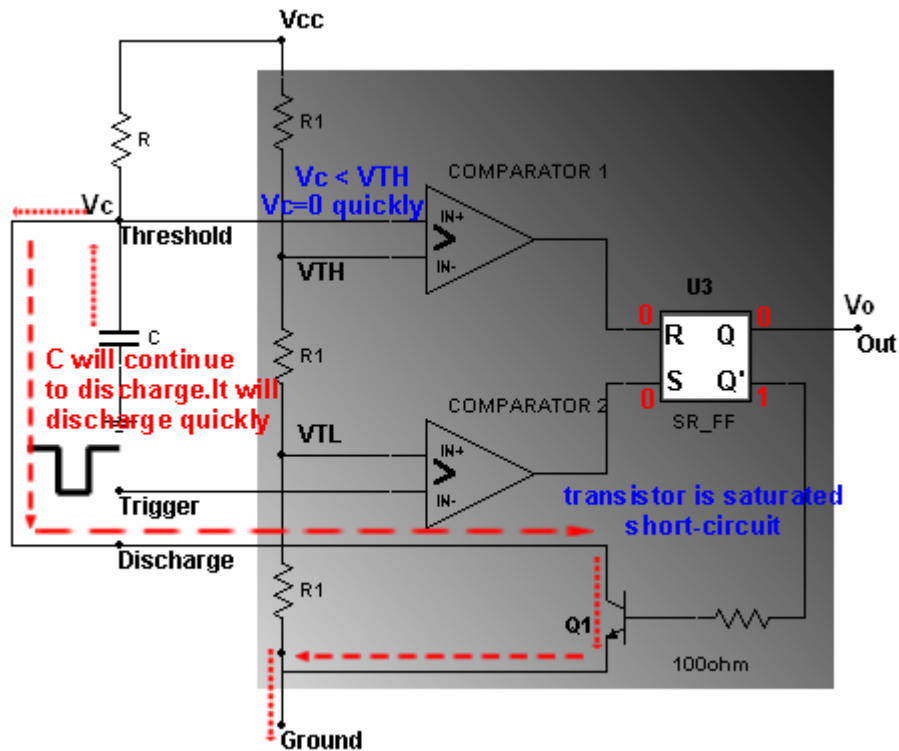 Vcc
R
R1
Vc < VTH
Vc=0 quickly
COMPARATOR 1
Vc
Threshold
IN+
>
IN-
VTH
U3
0
R
Q
0
Vo
Out
C
C will continue
to discharge.It will
discharge quickly
R1
0
S
Q'
1
SR_FF
COMPARATOR 2
VTL
IN+
>
IN-
Trigger
transistor is saturated
short-circuit
Discharge
R1
Q1
100ohm
Ground